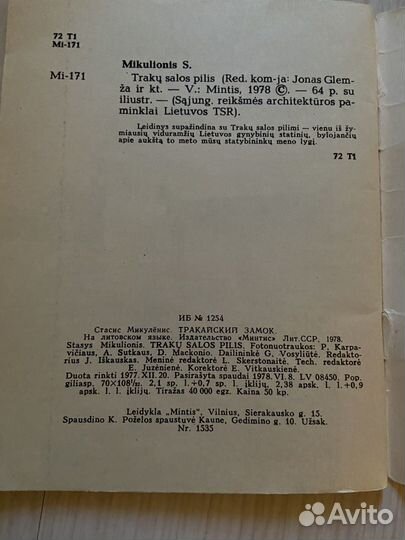 72 T1
Mi-171
Mikulionis S.
Mi-171
Trakų salos pilis (Red. kom-ja: Jonas Glem-
ža ir kt. — V.: Mintis, 1978 ©. — 64 p. su
iliustr. — (Sąjung. reikšmės architektūros pa-
minklai Lietuvos TSR).
Leidinys supažindina su Trakų salos pilimi — vienu iš žy-
miausių viduramžių Lietuvos gynybinių statinių, bylojančiu
apie aukštą to meto mūsų statybininkų meno lygį.
72 T1
ИБ № 1254
Стасис Микулёнис. ТРАКАЙСКИЙ ЗАМОК.
На литовском языке. Издательство «Минтис» Лит.ССР, 1978.
Stasys Mikulionis. TRAKŲ SALOS PILIS. Fotonuotraukos: P. Karpa-
vičiaus, A. Sutkaus, D. Mackonio. Dailininkė G. Vosyliūtė. Redakto-
rius J. Iškauskas. Meninė redaktorė L. Skerstonaitė. Tech. redaktorė
E. Juzėnienė. Korektorė E. Vitkauskienė.
Duota rinkti 1977. XII. 20. Pasirašyta spaudai 1978. VI. 8. LV 08450. Pop.
giliasp, 70×108¹/₃₂. 2,1 sp. l.+0,7 sp. l. įklijų, 2,38 apsk. l. l.+0,9
apsk. l. l. įklijų. Tiražas 40 000 egz. Kaina 50 kp.
Leidykla „Mintis", Vilnius, Sierakausko g. 15.
Spausdino K. Poželos spaustuvė Kaune, Gedimino g. 10. Užsak.
Nr. 1535
Avito